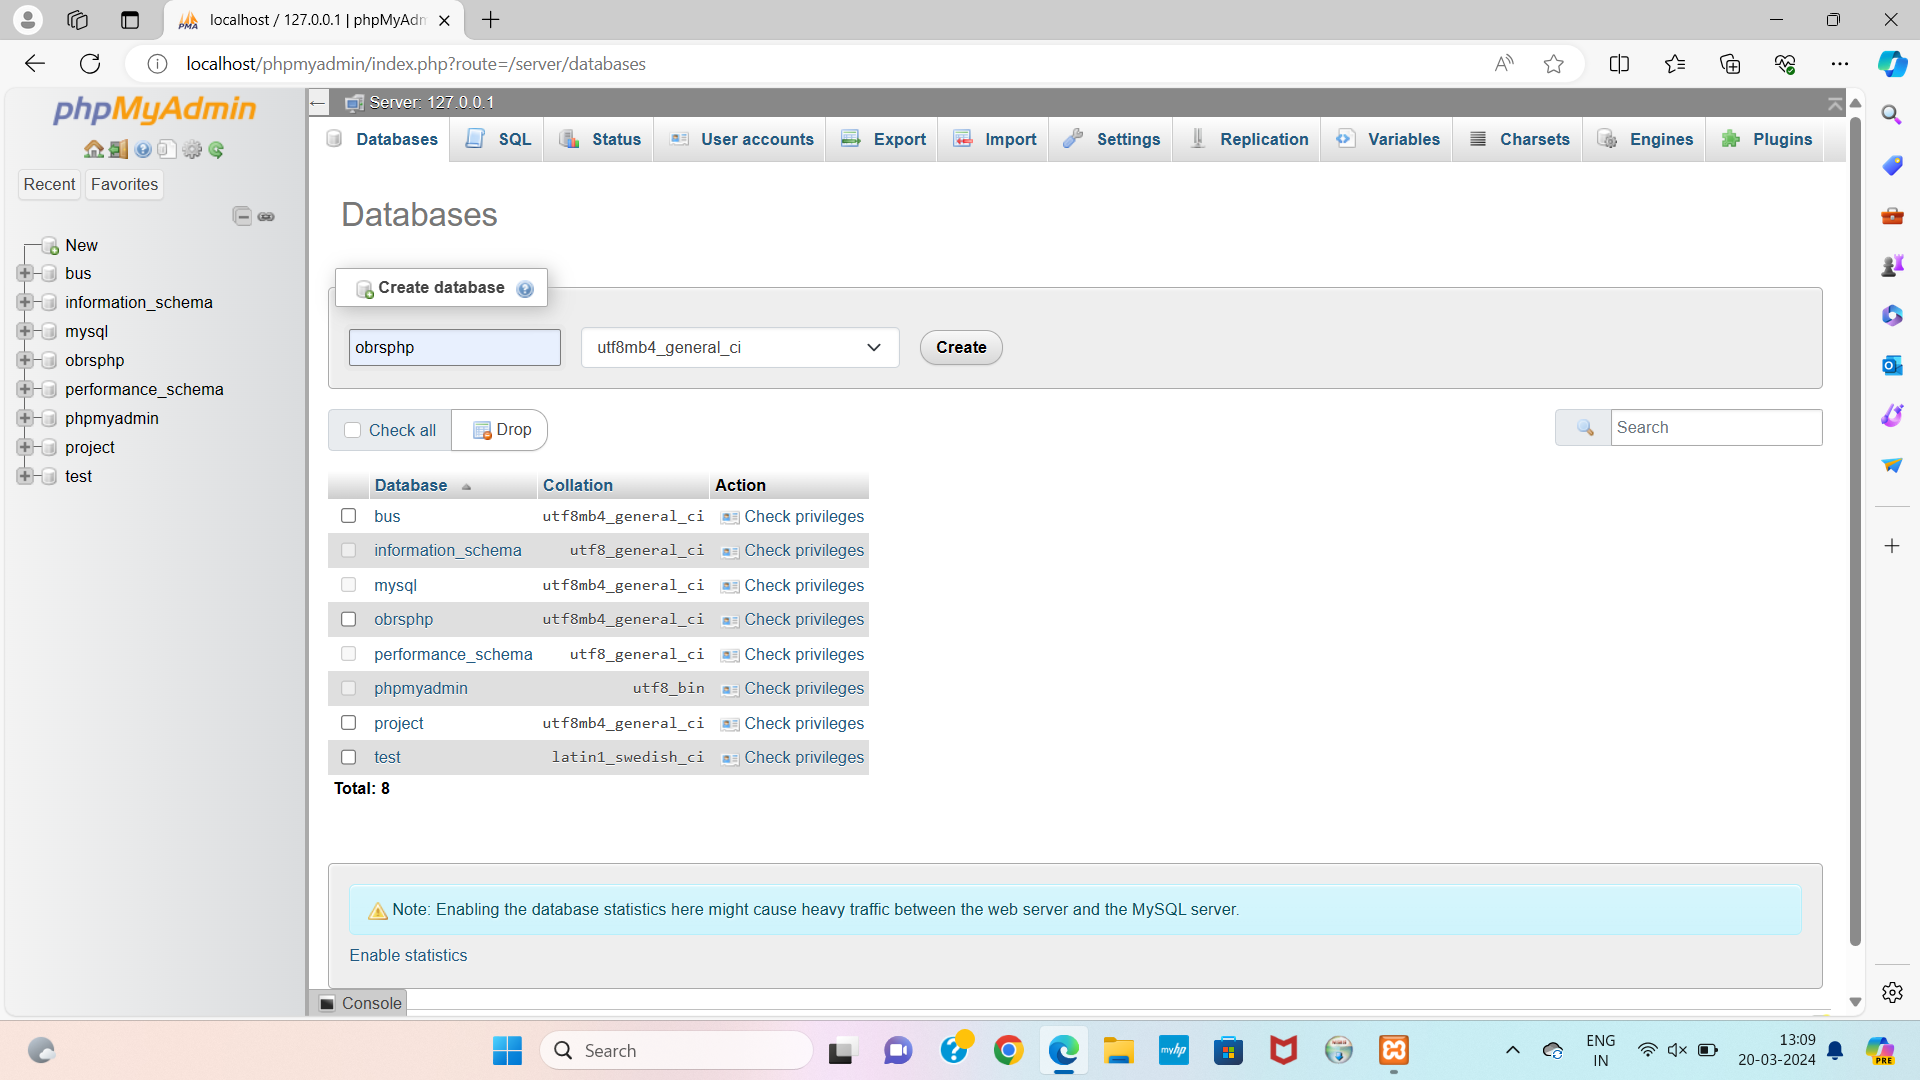 localhost / 127.0.0.1 | phpMyAdm
localhost/phpmyadmin/index.php?route=/server/databases
phpMyAdmin
Recent
Favorites
New
bus
information_schema
mysql
obrsphp
performance_schema
phpmyadmin
project
test
Server: 127.0.0.1
Databases
SQL
Status
User accounts
Export
Import
Settings
Replication
Variables
Charsets
Engines
Plugins
Databases
Create database
obrsphp
utf8mb4_general_ci
Create
Check all
Drop
Search
Database
Collation
Action
bus utf8mb4_general_ci Check privileges
information_schema utf8_general_ci Check privileges
mysql utf8mb4_general_ci Check privileges
obrsphp utf8mb4_general_ci Check privileges
performance_schema utf8_general_ci Check privileges
phpmyadmin utf8_bin Check privileges
project utf8mb4_general_ci Check privileges
test latin1_swedish_ci Check privileges
Total: 8
Note: Enabling the database statistics here might cause heavy traffic between the web server and the MySQL server.
Enable statistics
Console
Search
myhp
ENG
IN
13:09
20-03-2024
PRE